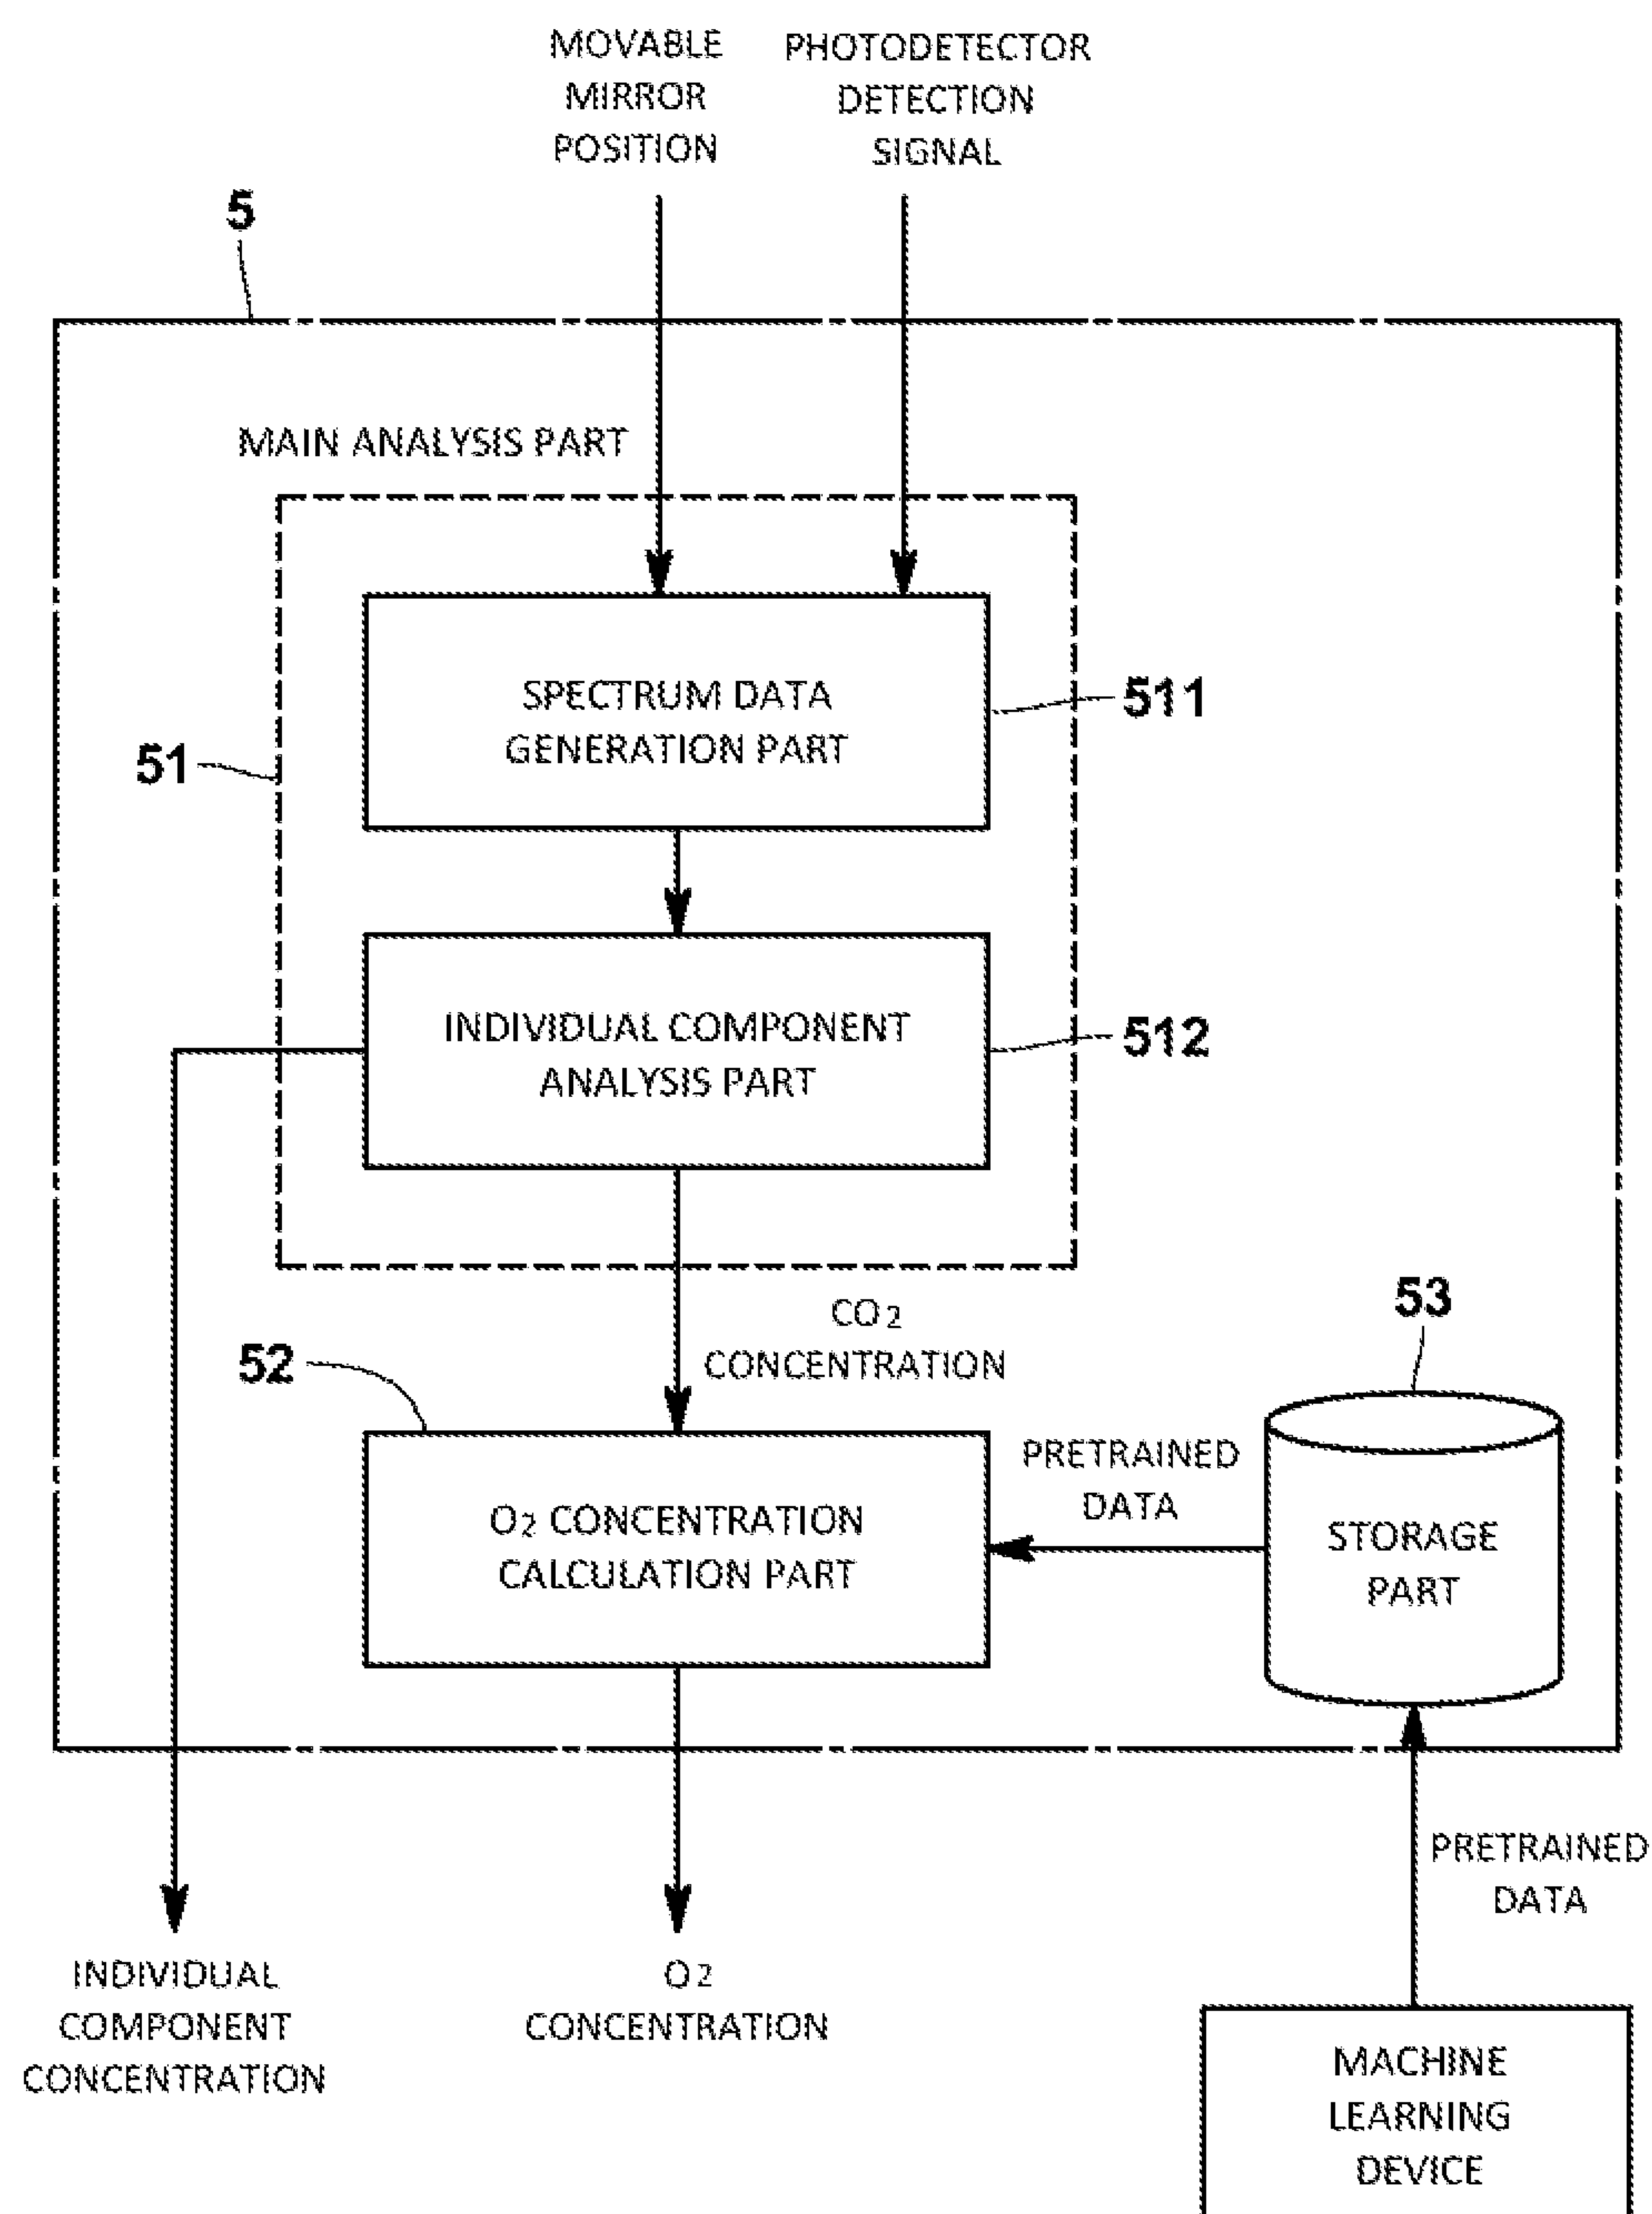 MOVABLE
MIRROR
POSITION
PHOTODETECTOR
DETECTION
SIGNAL
5
MAIN ANALYSIS PART
SPECTRUM DATA
GENERATION PART
511
51
INDIVIDUAL COMPONENT
ANALYSIS PART
512
CO2
CONCENTRATION
53
52
PRETRAINED
DATA
O2 CONCENTRATION
CALCULATION PART
STORAGE
PART
PRETRAINED
DATA
INDIVIDUAL
COMPONENT
CONCENTRATION
O2
CONCENTRATION
MACHINE
LEARNING
DEVICE